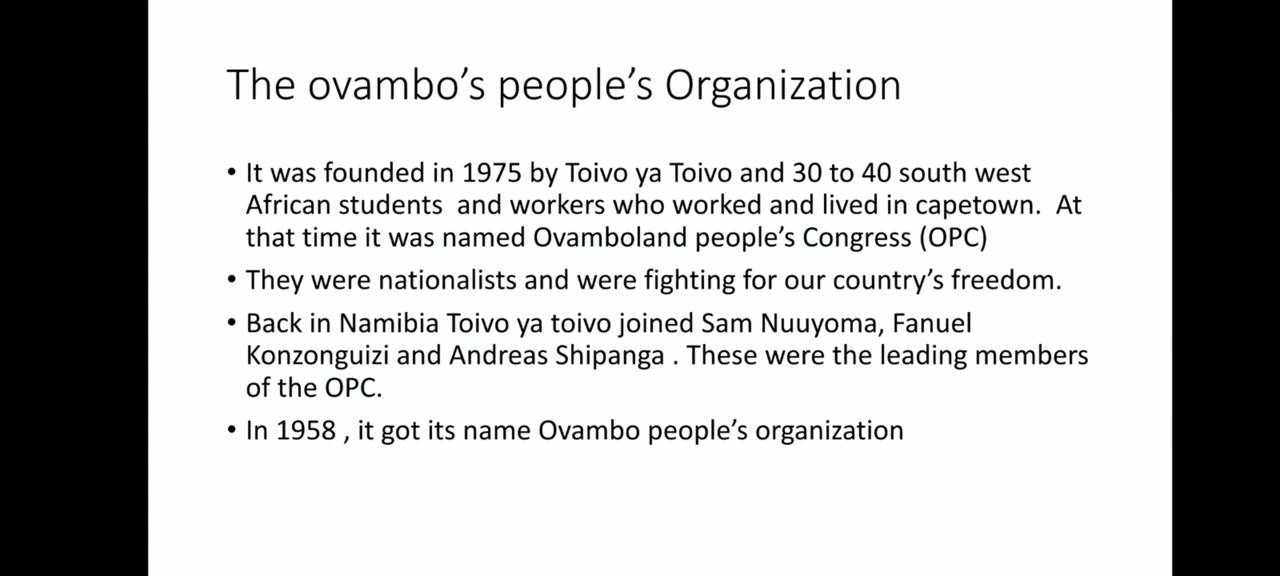 The ovambo’s people’s Organization
• It was founded in 1975 by Toivo ya Toivo and 30 to 40 south west
African students  and workers who worked and lived in capetown.  At
that time it was named Ovamboland people’s Congress (OPC)
• They were nationalists and were fighting for our country’s freedom.
• Back in Namibia Toivo ya toivo joined Sam Nuuyoma, Fanuel
Konzonguizi and Andreas Shipanga . These were the leading members
of the OPC.
• In 1958 , it got its name Ovambo people’s organization